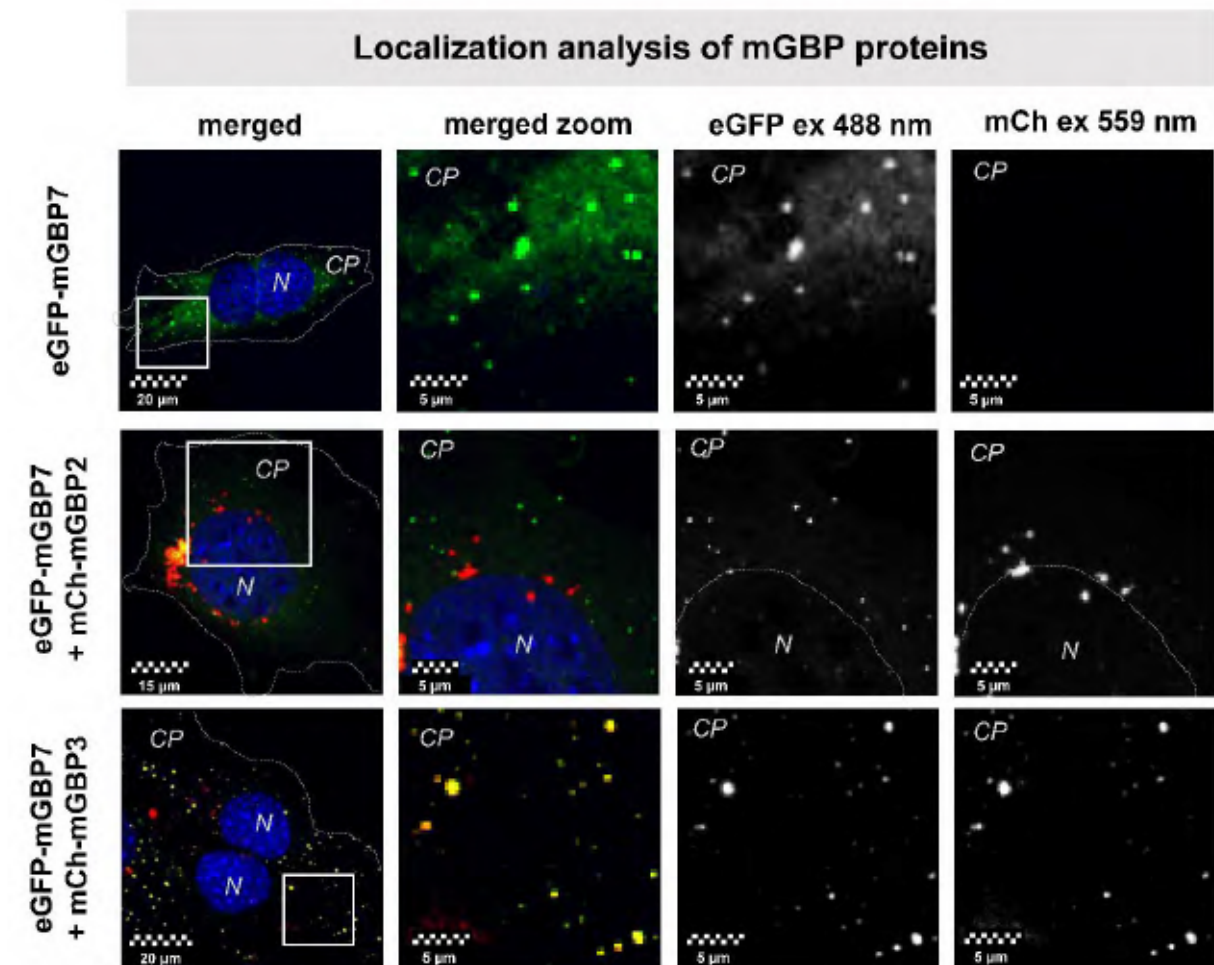 Localization analysis of mGBP proteins
merged merged zoom eGFP ex 488 nm mCh ex 559 nm
eGFP-mGBP7
CP
N
20 µm
CP
5 µm
CP
5 µm
CP
5 µm
eGFP-mGBP7
+ mCh-mGBP2
CP
N
15 µm
CP
N
5 µm
CP
N
5 µm
CP
N
5 µm
eGFP-mGBP7
+ mCh-mGBP3
CP
N
N
20 µm
CP
5 µm
CP
5 µm
CP
5 µm